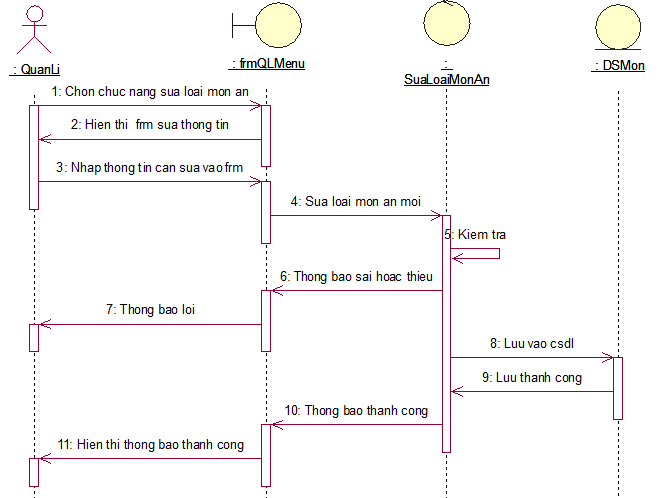 : QuanLi
: frmQLMenu
:
SuaLoaiMonAn
: DSMon
1: Chon chuc nang sua loai mon an
2: Hien thi frm sua thong tin
3: Nhap thong tin can sua vao frm
4: Sua loai mon an moi
5: Kiem tra
6: Thong bao sai hoac thieu
7: Thong bao loi
8: Luu vao csdl
9: Luu thanh cong
10: Thong bao thanh cong
11: Hien thi thong bao thanh cong